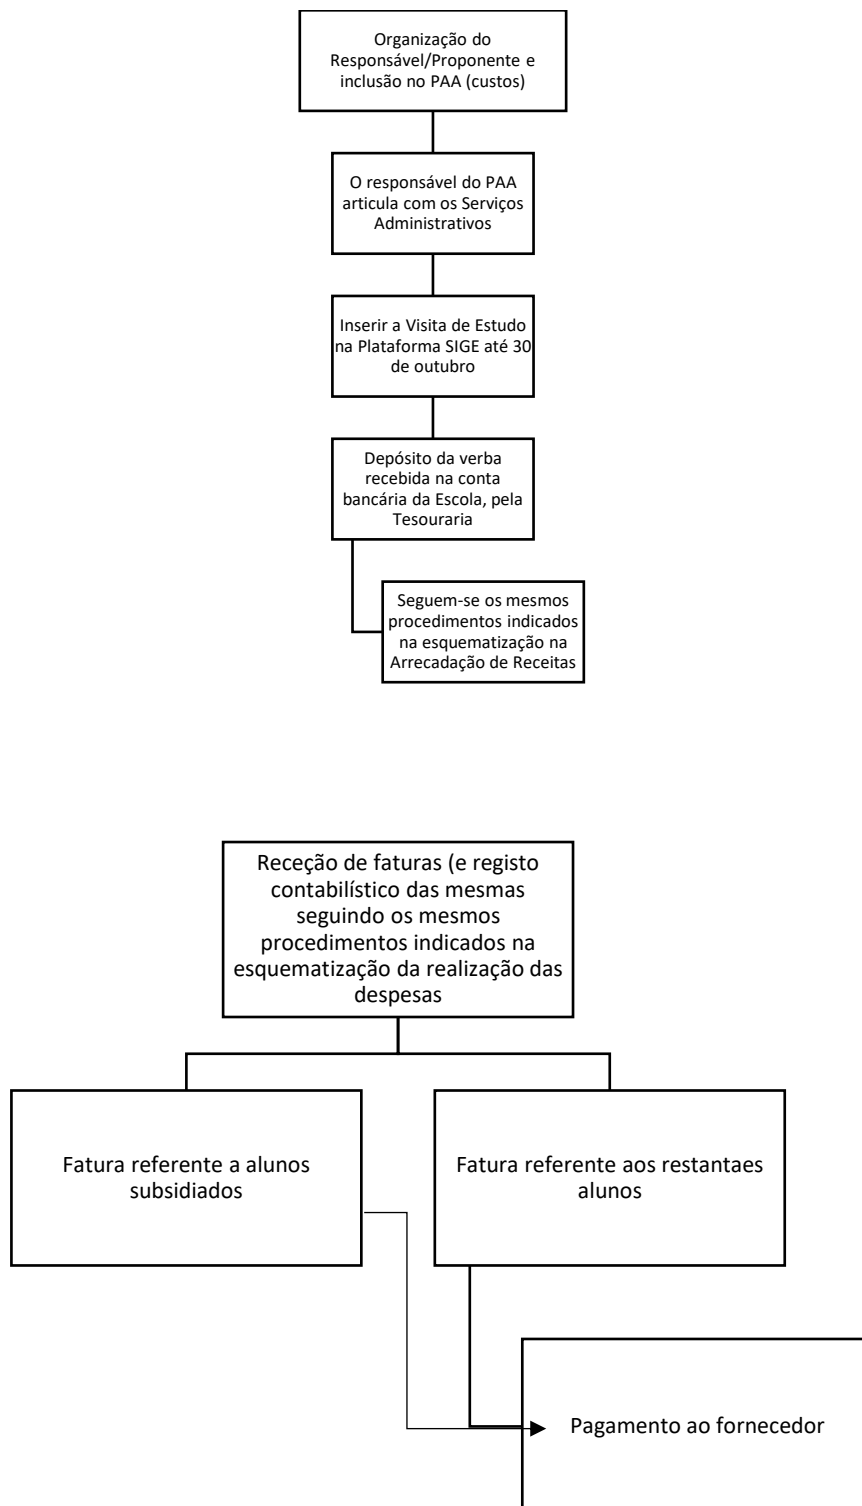 Organização do
Responsável/Proponente e
inclusão no PAA (custos)
O responsável do PAA
articula com os Serviços
Administrativos
Inserir a Visita de Estudo
na Plataforma SIGE até 30
de outubro
Depósito da verba
recebida na conta
bancária da Escola, pela
Tesouraria
Seguem-se os mesmos
procedimentos indicados
na esquematização na
Arrecadação de Receitas
Receção de faturas (e registo
contabilístico das mesmas
seguindo os mesmos
procedimentos indicados na
esquematização da realização das
despesas
Fatura referente a alunos
subsidiados
Fatura referente aos restantaes
alunos
Pagamento ao fornecedor